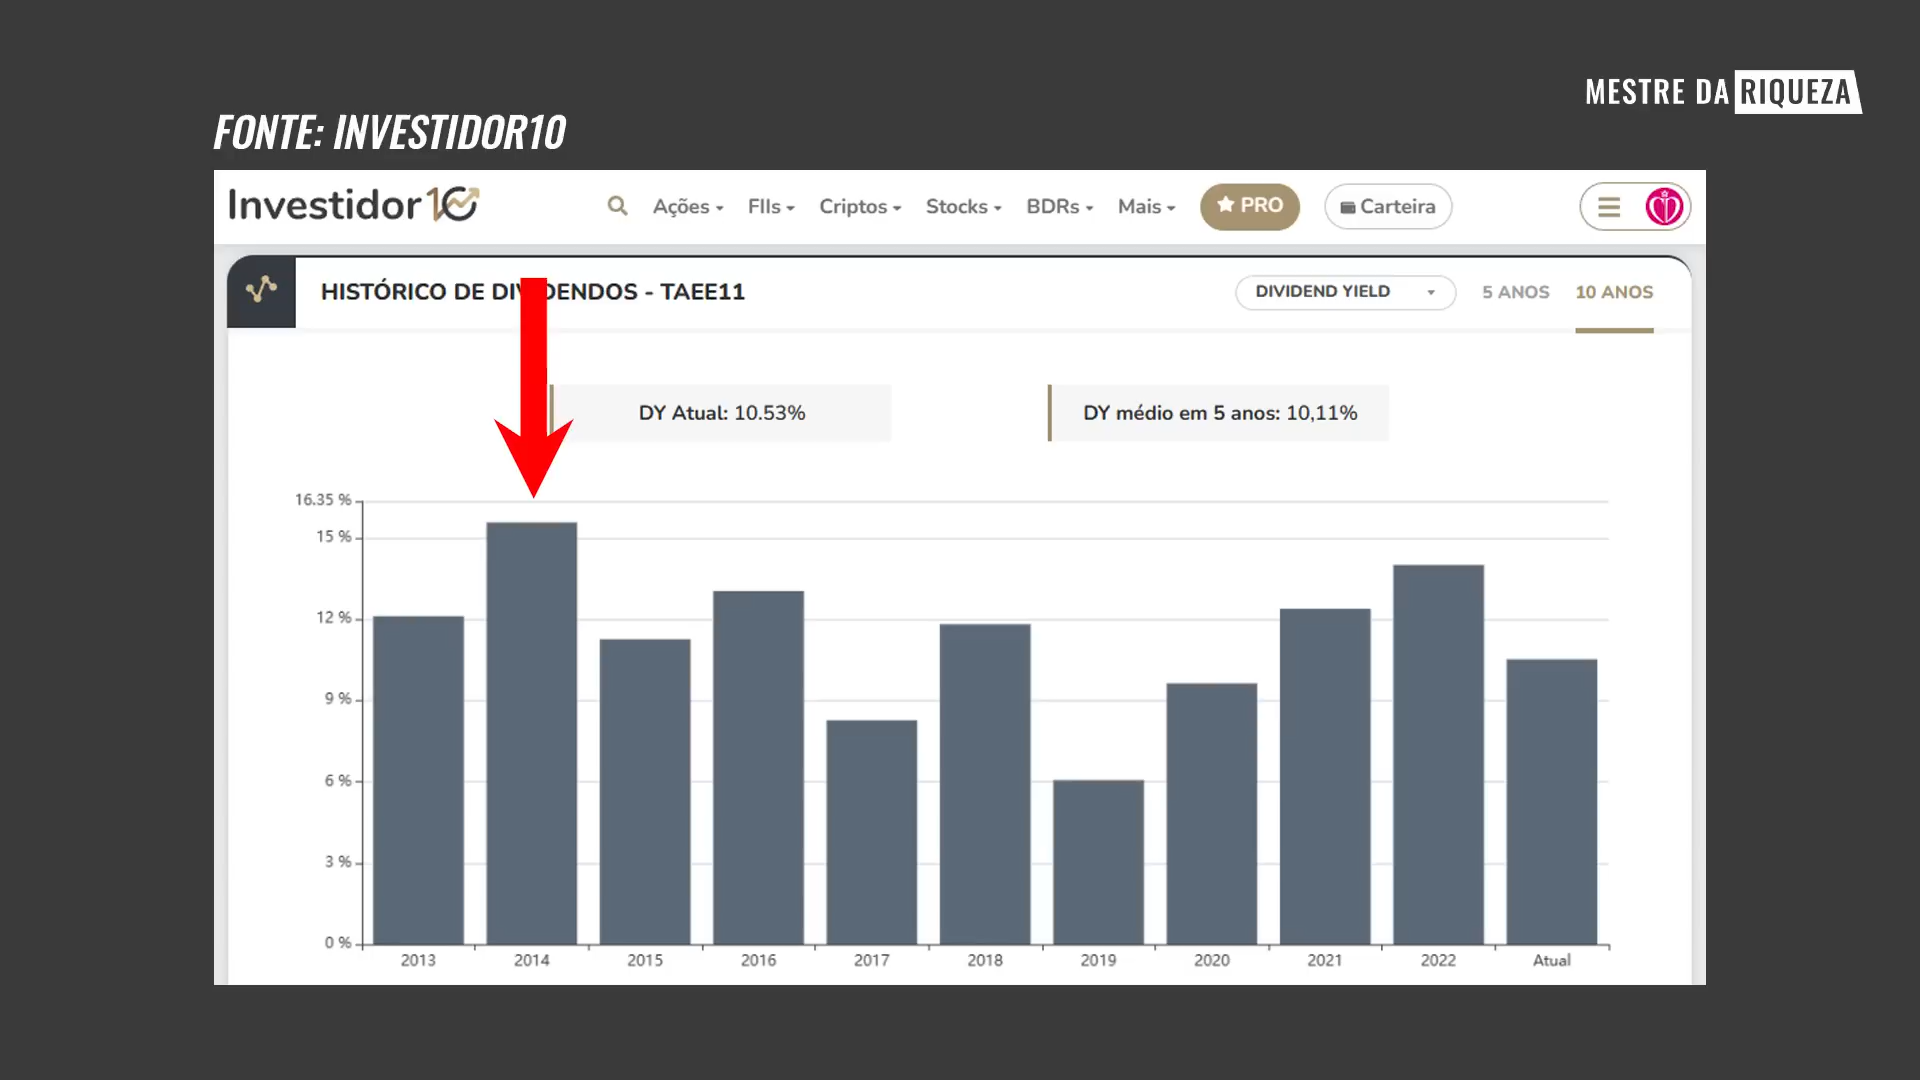 MESTRE DA RIQUEZA
FONTE: INVESTIDOR10
Investidor 10
Ações
FIIs
Criptos
Stocks
BDRs
Mais
PRO
Carteira
HISTÓRICO DE DIVIDENDOS - TAEE11
DIVIDEND YIELD
5 ANOS
10 ANOS
DY Atual: 10.53%
DY médio em 5 anos: 10,11%
16.35 %
15 %
12 %
9 %
6 %
3 %
0 %
2013
2014
2015
2016
2017
2018
2019
2020
2021
2022
Atual